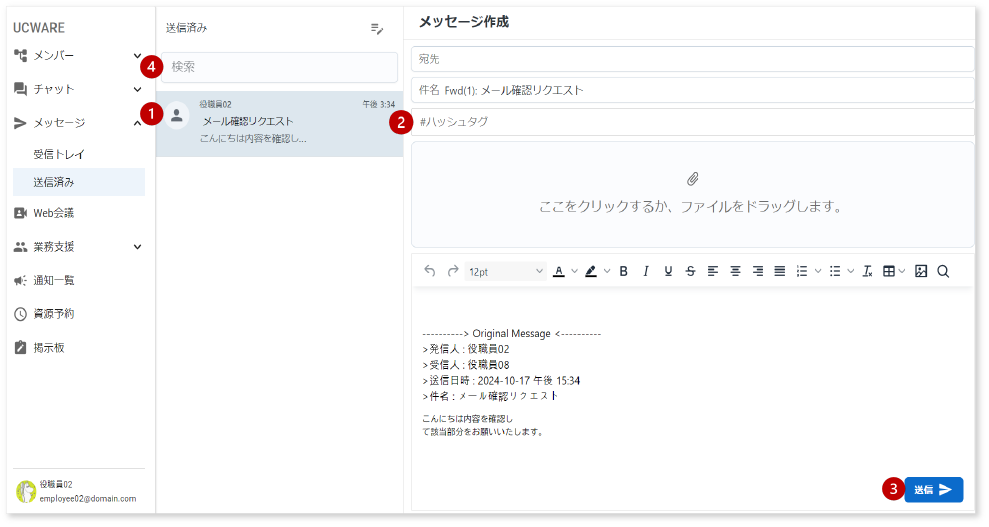 UCWARE
メンバー
チャット
メッセージ
受信トレイ
送信済み
Web会議
業務支援
通知一覧
資源予約
掲示板
役職員02
employee02@domain.com
送信済み
4
検索
1
役職員02
午後 3:34
メール確認リクエスト
こんにちは内容を確認し...
メッセージ作成
宛先
件名 Fwd(1): メール確認リクエスト
2
#ハッシュタグ
ここをクリックするか、ファイルをドラッグします。
12pt A B I U S
----------> Original Message <----------
>発信人 : 役職員02
>受信人 : 役職員08
>送信日時 : 2024-10-17 午後 15:34
>件名 : メール確認リクエスト
こんにちは内容を確認し
て該当部分をお願いいたします。
3
送信